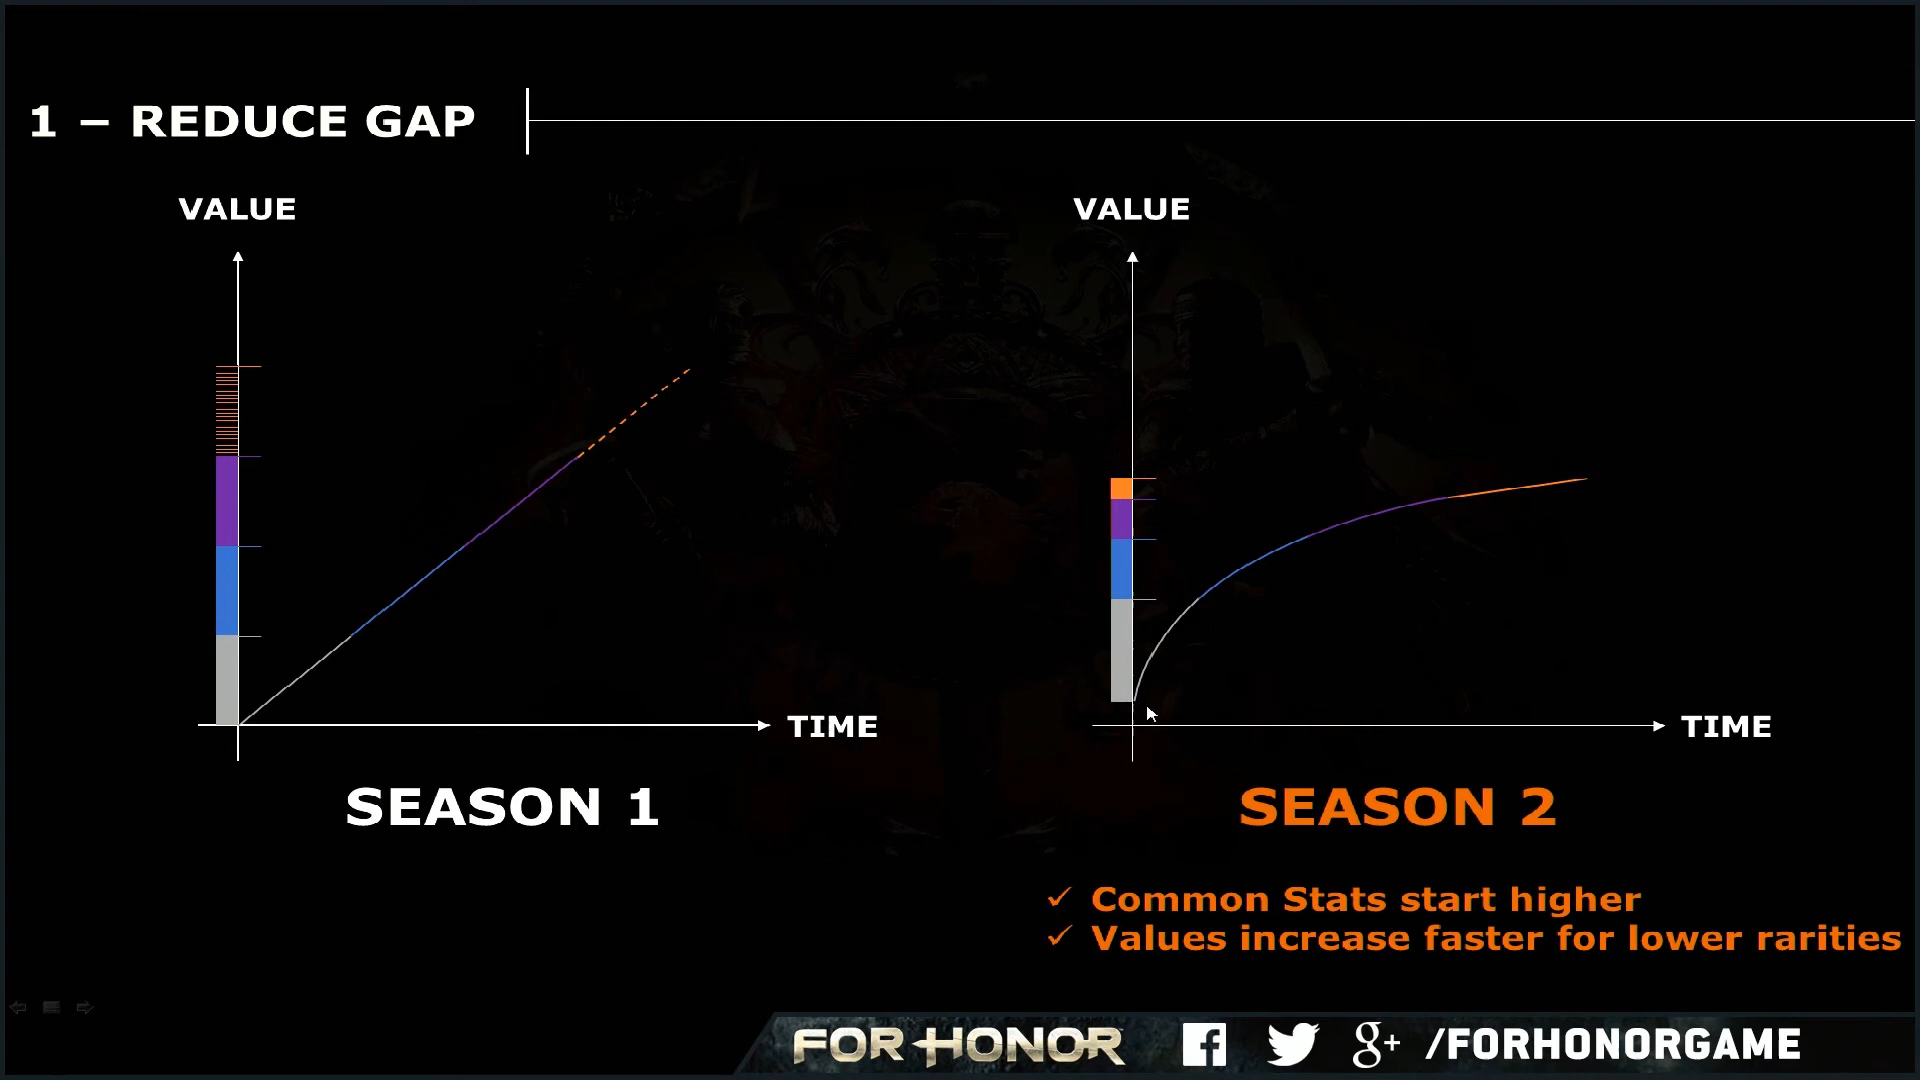 1 – REDUCE GAP
VALUE
VALUE
TIME
TIME
SEASON 1
SEASON 2
✓ Common Stats start higher
✓ Values increase faster for lower rarities
FOR HONOR f g+ /FORHONORGAME